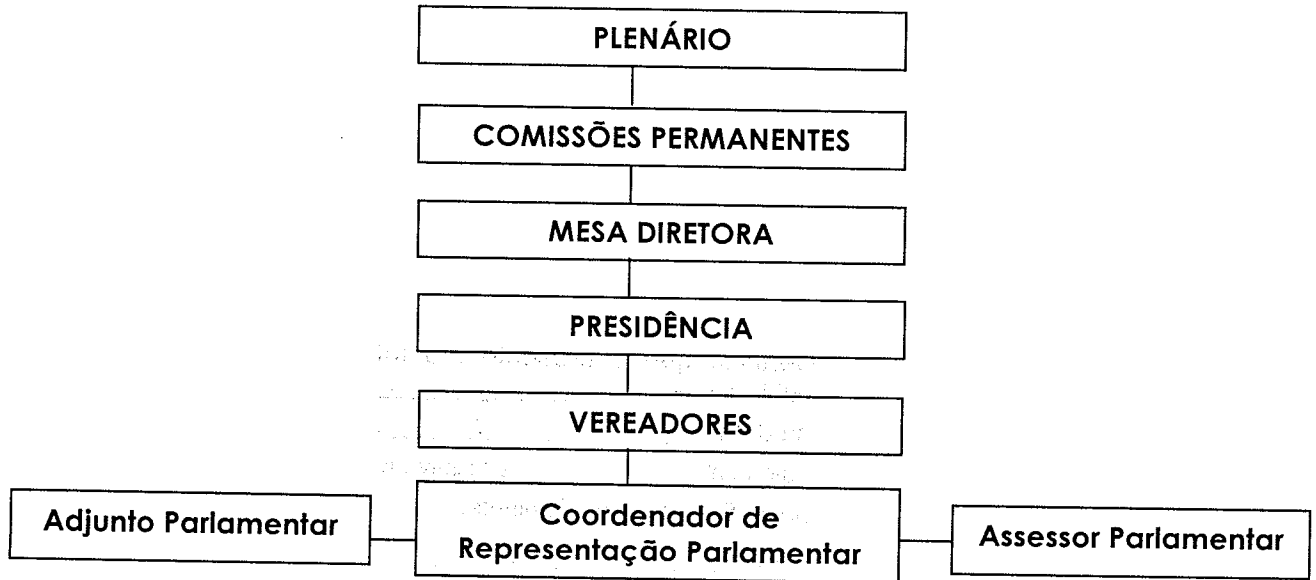 PLENÁRIO
COMISSÕES PERMANENTES
MESA DIRETORA
PRESIDÊNCIA
VEREADORES
Adjunto Parlamentar
Coordenador de
Representação Parlamentar
Assessor Parlamentar